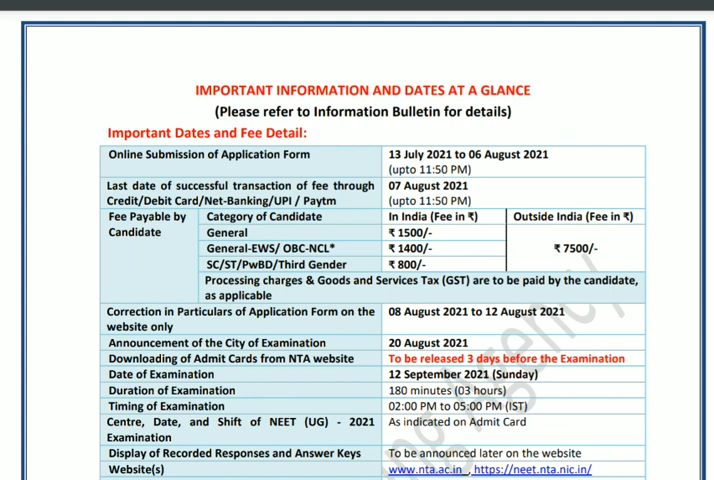 IMPORTANT INFORMATION AND DATES AT A GLANCE
(Please refer to Information Bulletin for details)
Important Dates and Fee Detail:
Online Submission of Application Form 13 July 2021 to 06 August 2021
(upto 11:50 PM)
Last date of successful transaction of fee through 07 August 2021
Credit/Debit Card/Net-Banking/UPI / Paytm (upto 11:50 PM)
Fee Payable by Category of Candidate In India (Fee in ₹) Outside India (Fee in ₹)
Candidate General ₹ 1500/-
General-EWS/ OBC-NCL* ₹ 1400/- ₹ 7500/-
SC/ST/PwBD/Third Gender ₹ 800/-
Processing charges & Goods and Services Tax (GST) are to be paid by the candidate,
as applicable
Correction in Particulars of Application Form on the 08 August 2021 to 12 August 2021
website only
Announcement of the City of Examination 20 August 2021
Downloading of Admit Cards from NTA website To be released 3 days before the Examination
Date of Examination 12 September 2021 (Sunday)
Duration of Examination 180 minutes (03 hours)
Timing of Examination 02:00 PM to 05:00 PM (IST)
Centre, Date, and Shift of NEET (UG) - 2021 As indicated on Admit Card
Examination
Display of Recorded Responses and Answer Keys To be announced later on the website
Website(s) www.nta.ac.in , https://neet.nta.nic.in/